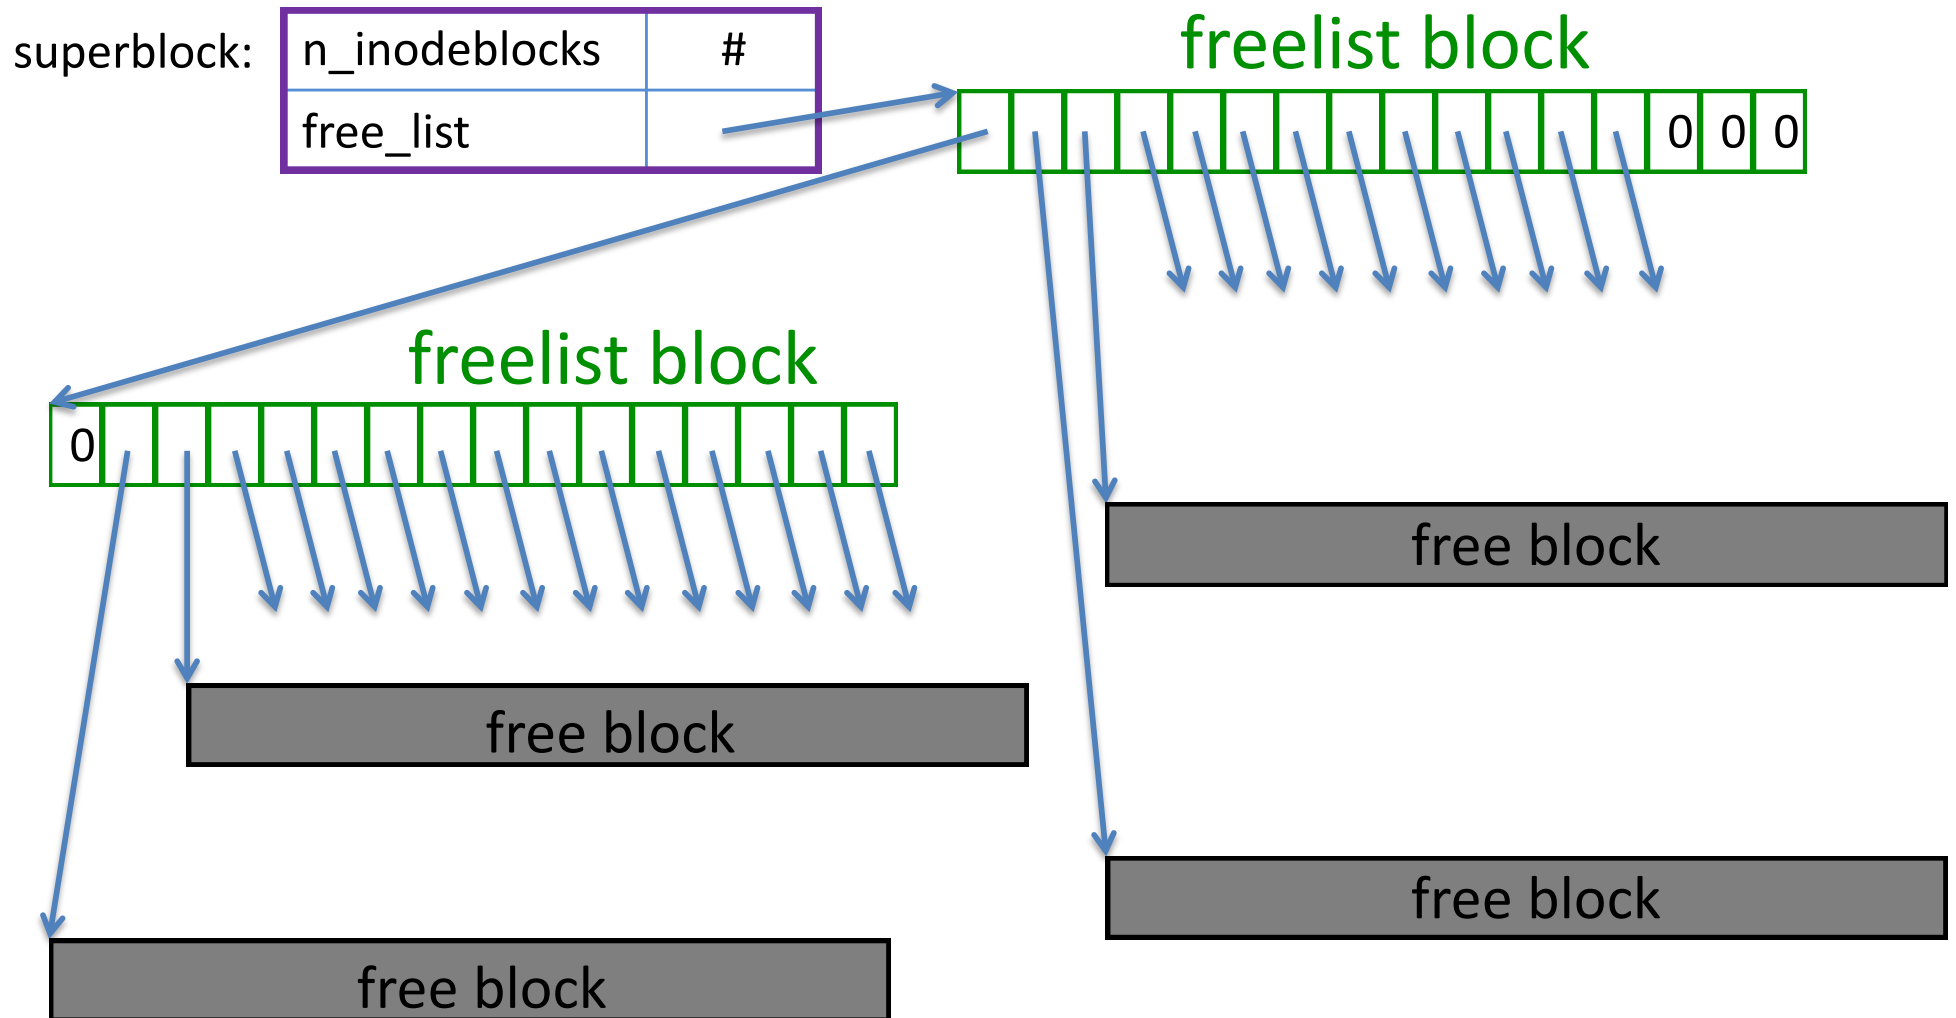 superblock:
n_inodeblocks #
free_list
freelist block
0 0 0
freelist block
0
free block
free block
free block
free block